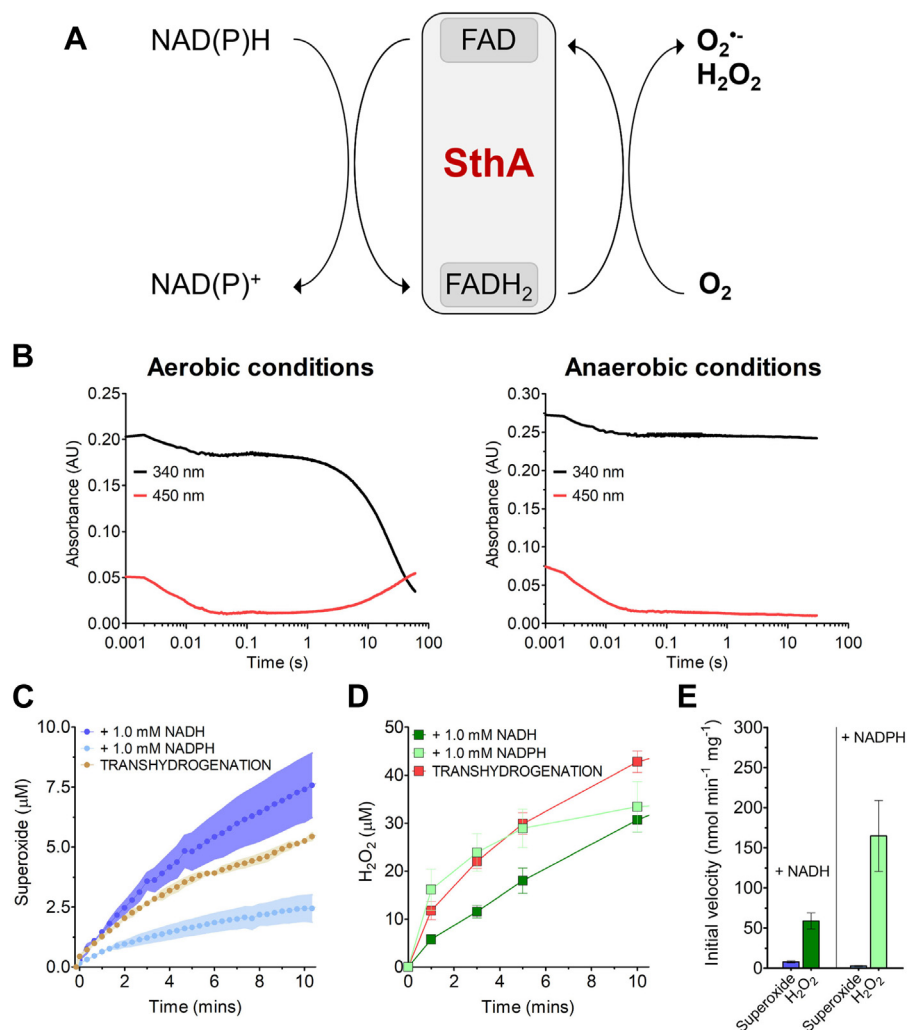 A
NAD(P)H
FAD
O₂•-
H₂O₂
SthA
NAD(P)⁺
FADH₂
O₂
B
Aerobic conditions
Absorbance (AU)
0.25
0.20
0.15
0.10
0.05
0.00
340 nm
450 nm
0.001 0.01 0.1 1 10 100
Time (s)
Anaerobic conditions
Absorbance (AU)
0.30
0.25
0.20
0.15
0.10
0.05
0.00
340 nm
450 nm
0.001 0.01 0.1 1 10 100
Time (s)
C
Superoxide (µM)
10.0
7.5
5.0
2.5
0.0
+ 1.0 mM NADH
+ 1.0 mM NADPH
TRANSHYDROGENATION
0 2 4 6 8 10
Time (mins)
D
H₂O₂ (µM)
50
40
30
20
10
0
+ 1.0 mM NADH
+ 1.0 mM NADPH
TRANSHYDROGENATION
0 2 4 6 8 10
Time (mins)
E
Initial velocity (nmol min⁻¹ mg⁻¹)
300
250
200
150
100
50
0
+ NADPH
+ NADH
Superoxide
H₂O₂
Superoxide
H₂O₂